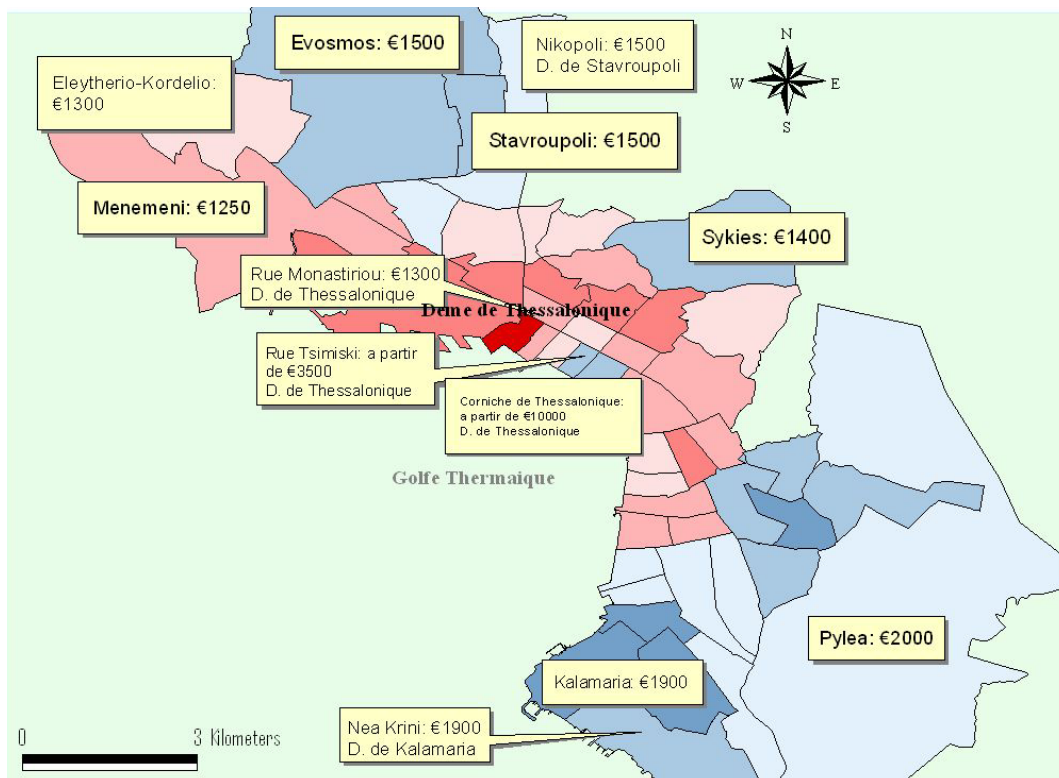 Evosmos: €1500
Nikopoli: €1500
D. de Stavroupoli
N
W
E
S
Eleytherio-Kordelio:
€1300
Stavroupoli: €1500
Menemeni: €1250
Sykies: €1400
Rue Monastiriou: €1300
D. de Thessalonique
Deme de Thessalonique
Rue Tsimiski: a partir
de €3500
D. de Thessalonique
Corniche de Thessalonique:
a partir de €10000
D. de Thessalonique
Golfe Thermaique
Pylea: €2000
Kalamaria: €1900
Nea Krini: €1900
D. de Kalamaria
0 3 Kilometers